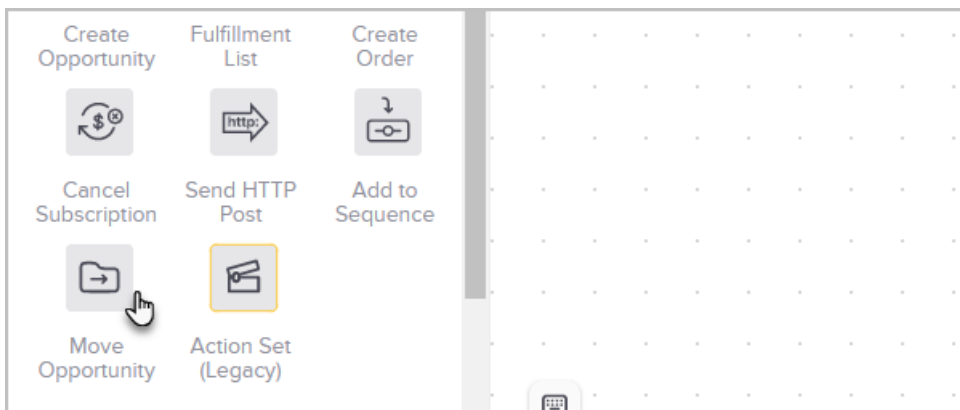 Create
Opportunity
Fulfillment
List
Create
Order
$
http:
Cancel
Subscription
Send HTTP
Post
Add to
Sequence
Move
Opportunity
Action Set
(Legacy)